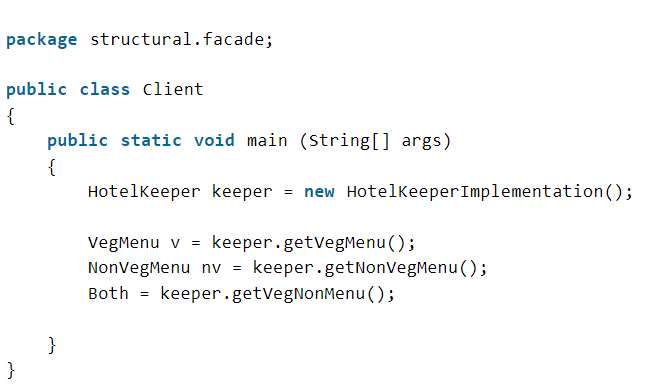 package structural.facade;
public class Client
{
public static void main (String[] args)
{
HotelKeeper keeper = new HotelKeeperImplementation();
VegMenu v = keeper.getVegMenu();
NonVegMenu nv = keeper.getNonVegMenu();
Both = keeper.getVegNonMenu();
}
}